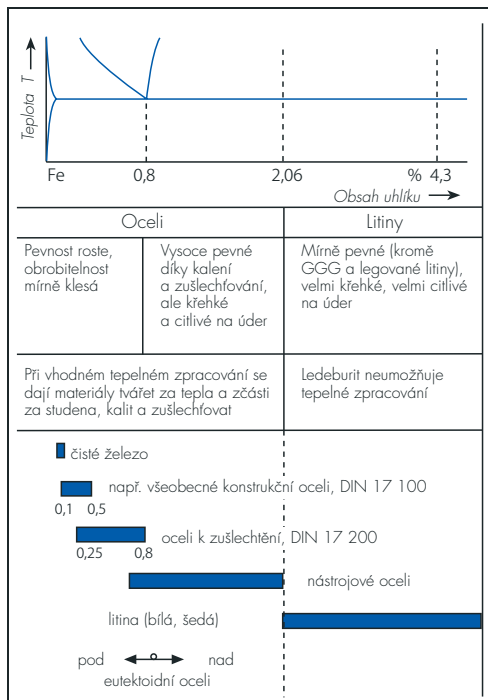 Teplota T
Fe 0,8 2,06 % 4,3
Obsah uhlíku
Oceli
Litiny
Pevnost roste,
obrobitelnost
mírně klesá
Vysoce pevné
díky kalení
a zušlechťování,
ale křehké
a citlivé na úder
Mírně pevné (kromě
GGG a legované litiny),
velmi křehké, velmi citlivé
na úder
Při vhodném tepelném zpracování se
dají materiály tvářet za tepla a zčásti
za studena, kalit a zušlechťovat
Ledeburit neumožňuje
tepelné zpracování
čisté železo
např. všeobecné konstrukční oceli, DIN 17 100
0,1 0,5
oceli k zušlechtění, DIN 17 200
0,25 0,8
nástrojové oceli
litina (bílá, šedá)
pod nad
eutektoidní oceli